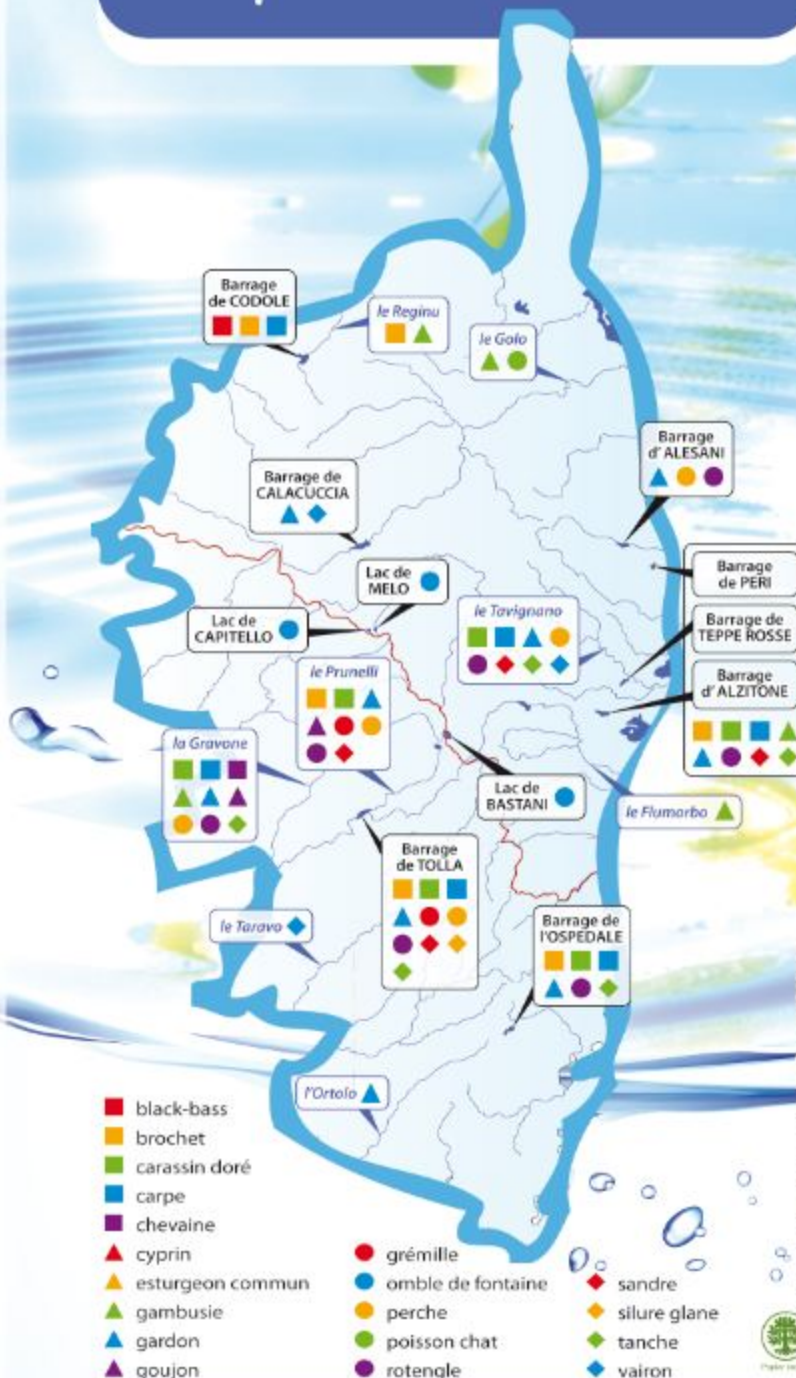 Barrage
de CODOLE
le Reginu
le Golo
Barrage
d'ALESANI
Barrage de
CALACUCCIA
Lac de
MELO
Barrage
de PERI
Lac de
CAPITELLO
le Tavignano
Barrage de
TEPPE ROSSE
le Prunelli
Barrage
d'ALZITONE
la Gravone
Lac de
BASTANI
le Fiumorbo
Barrage
de TOLLA
le Taravo
Barrage de
l'OSPEDALE
l'Ortolo
black-bass
brochet
carassin doré
carpe
chevaine
cyprin
esturgeon commun
gambusie
gardon
goujon
grémille
omble de fontaine
perche
poisson chat
rotengle
sandre
silure glane
tanche
vairon